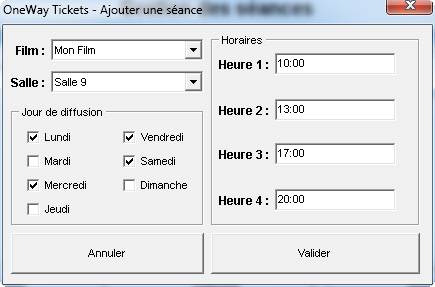 OneWay Tickets - Ajouter une séance
Film :
Mon Film
Salle :
Salle 9
Jour de diffusion
Lundi
Vendredi
Mardi
Samedi
Mercredi
Dimanche
Jeudi
Horaires
Heure 1 :
10:00
Heure 2 :
13:00
Heure 3 :
17:00
Heure 4 :
20:00
Annuler
Valider